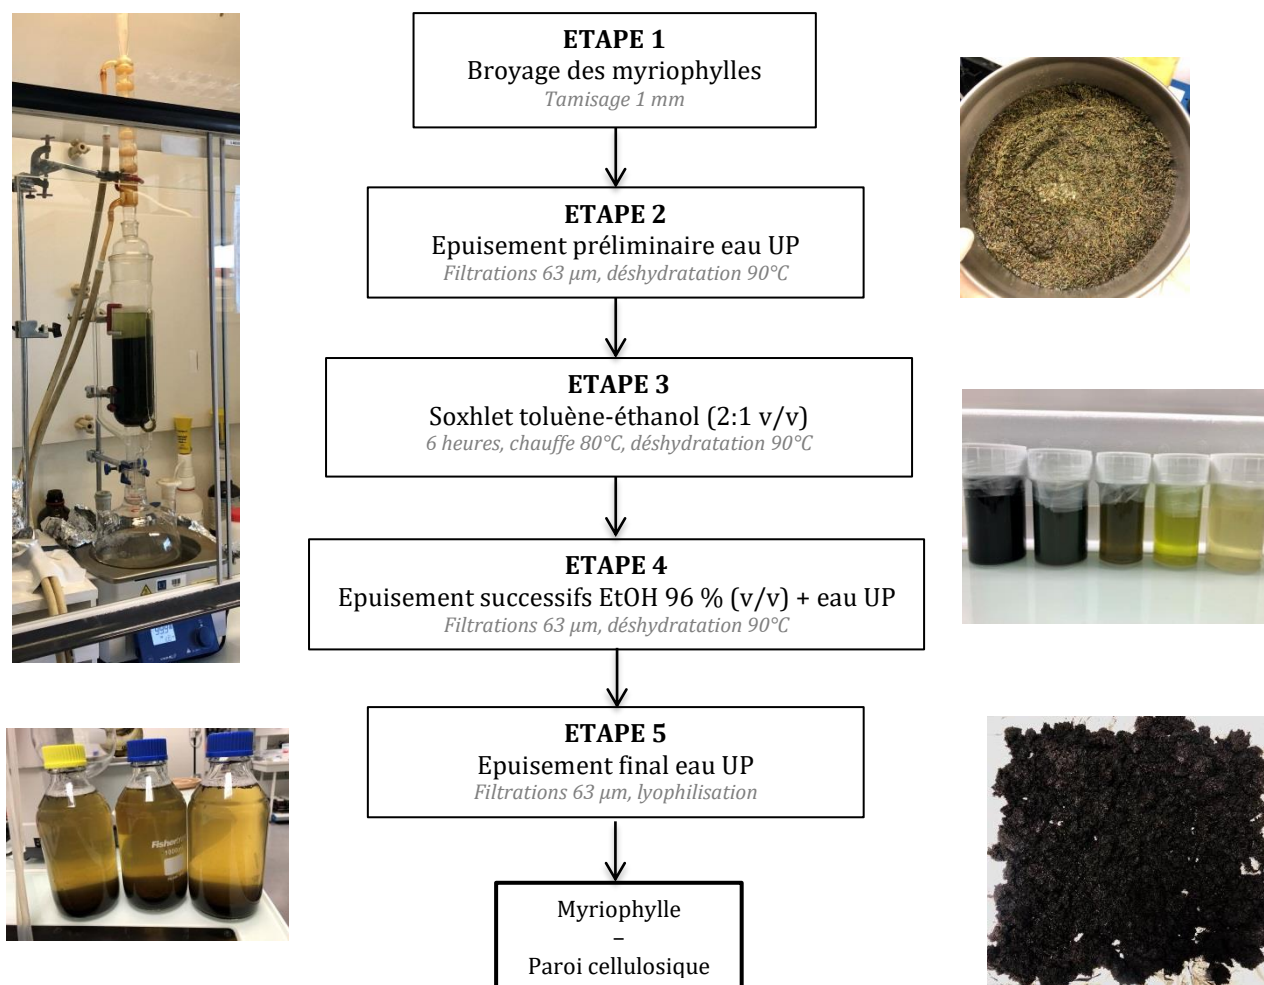 ETAPE 1
Broyage des myriophylles
Tamisage 1 mm
ETAPE 2
Epuisement préliminaire eau UP
Filtrations 63 µm, déshydratation 90°C
ETAPE 3
Soxhlet toluène-éthanol (2:1 v/v)
6 heures, chauffe 80°C, déshydratation 90°C
ETAPE 4
Epuisement successifs EtOH 96 % (v/v) + eau UP
Filtrations 63 µm, déshydratation 90°C
ETAPE 5
Epuisement final eau UP
Filtrations 63 µm, lyophilisation
Myriophylle
–
Paroi cellulosique